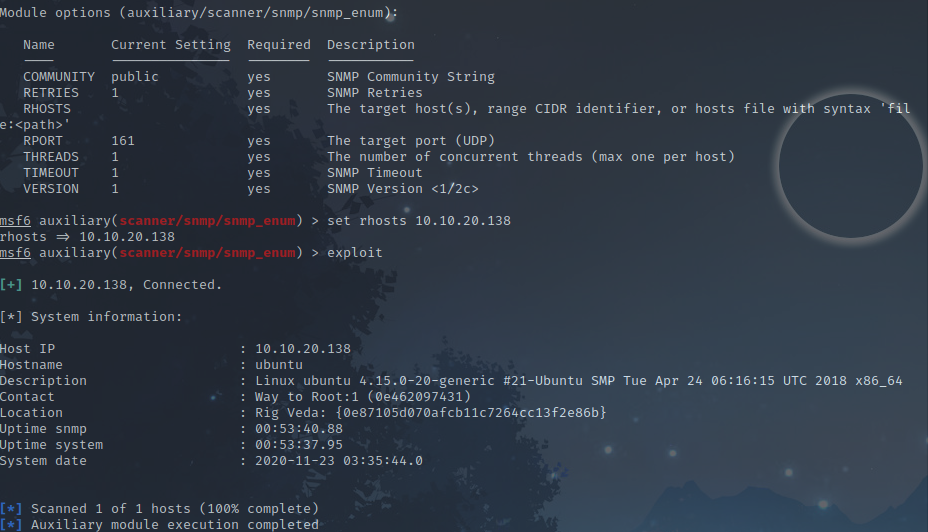 Module options (auxiliary/scanner/snmp/snmp_enum):
Name Current Setting Required Description
COMMUNITY public yes SNMP Community String
RETRIES 1 yes SNMP Retries
RHOSTS yes The target host(s), range CIDR identifier, or hosts file with syntax 'fil
e:<path>'
RPORT 161 yes The target port (UDP)
THREADS 1 yes The number of concurrent threads (max one per host)
TIMEOUT 1 yes SNMP Timeout
VERSION 1 yes SNMP Version <1/2c>
msf6 auxiliary(scanner/snmp/snmp_enum) > set rhosts 10.10.20.138
rhosts => 10.10.20.138
msf6 auxiliary(scanner/snmp/snmp_enum) > exploit
[+] 10.10.20.138, Connected.
[*] System information:
Host IP : 10.10.20.138
Hostname : ubuntu
Description : Linux ubuntu 4.15.0-20-generic #21-Ubuntu SMP Tue Apr 24 06:16:15 UTC 2018 x86_64
Contact : Way to Root:1 (0e462097431)
Location : Rig Veda: {0e87105d070afcb11c7264cc13f2e86b}
Uptime snmp : 00:53:40.88
Uptime system : 00:53:37.95
System date : 2020-11-23 03:35:44.0
[*] Scanned 1 of 1 hosts (100% complete)
[*] Auxiliary module execution completed